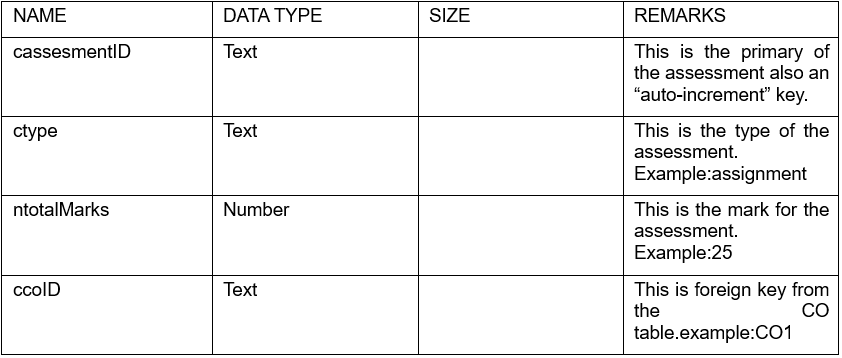 NAME DATA TYPE SIZE REMARKS
cassesmentID Text This is the primary of
the assessment also an
“auto-increment” key.
ctype Text This is the type of the
assessment.
Example:assignment
ntotalMarks Number This is the mark for the
assessment.
Example:25
ccoID Text This is foreign key from
the CO
table.example:CO1